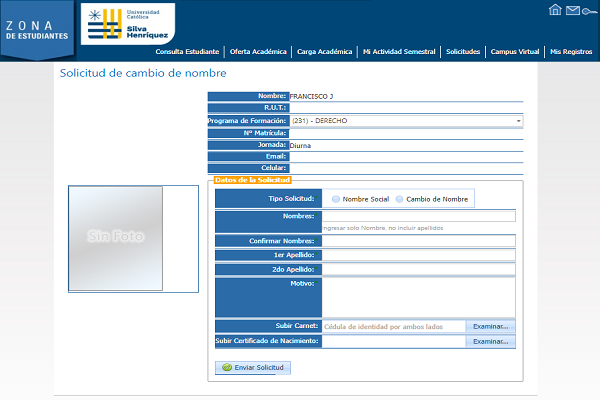 ZONA
DE ESTUDIANTES
Universidad
Católica
Silva
Henríquez
Consulta Estudiante
Oferta Académica
Carga Académica
Mi Actividad Semestral
Solicitudes
Campus Virtual
Mis Registros
Solicitud de cambio de nombre
Nombre: FRANCISCO J
R.U.T.:
Programa de Formación: (231) - DERECHO
Nº Matrícula:
Jornada: Diurna
Email:
Celular:
Datos de la Solicitud
Sin Foto
Tipo Solicitud: Nombre Social Cambio de Nombre
Nombres:
Ingresar solo Nombre, no incluir apellidos
Confirmar Nombres:
1er Apellido:
2do Apellido:
Motivo:
Subir Carnet: Cédula de identidad por ambos lados Examinar...
Subir Certificado de Nacimiento: Examinar...
Enviar Solicitud